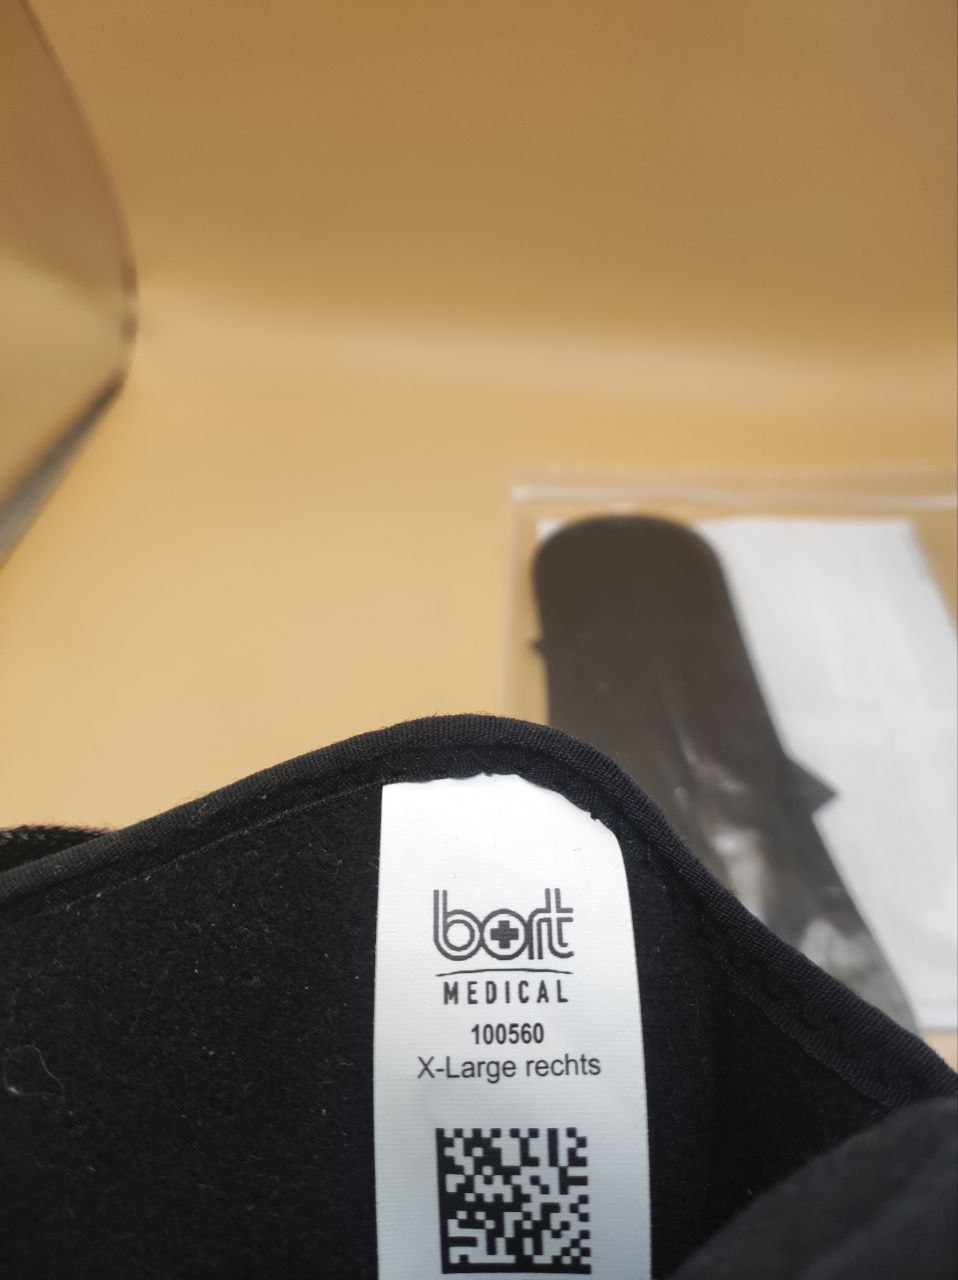 bort
MEDICAL
100560
X-Large rechts